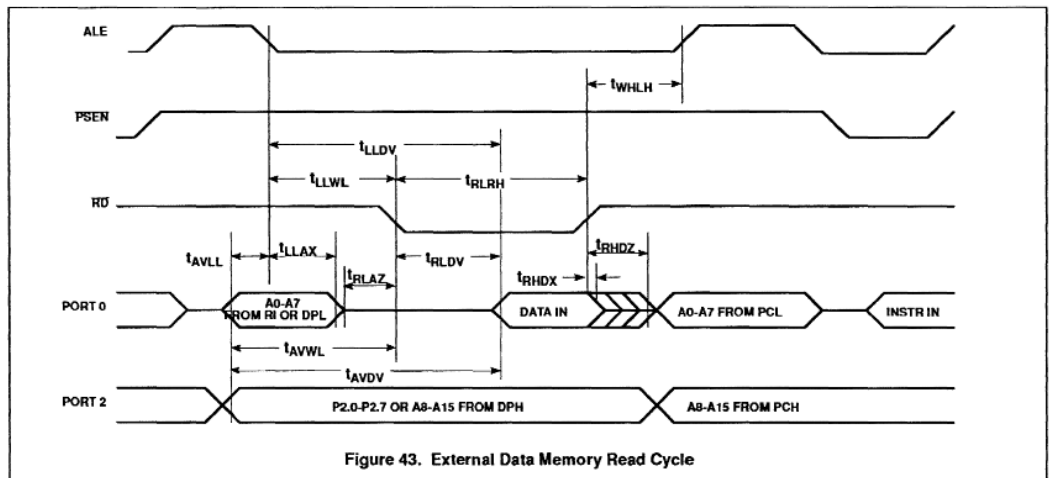 ALE
tWHLH
PSEN
tLLDV
tLLWL tRLRH
RD
tAVLL tLLAX tRLAZ tRLDV tRHDX tRHDZ
PORT 0
A0-A7
FROM RI OR DPL
DATA IN
A0-A7 FROM PCL
INSTR IN
tAVWL
tAVDV
PORT 2
P2.0-P2.7 OR A8-A15 FROM DPH
A8-A15 FROM PCH
Figure 43. External Data Memory Read Cycle